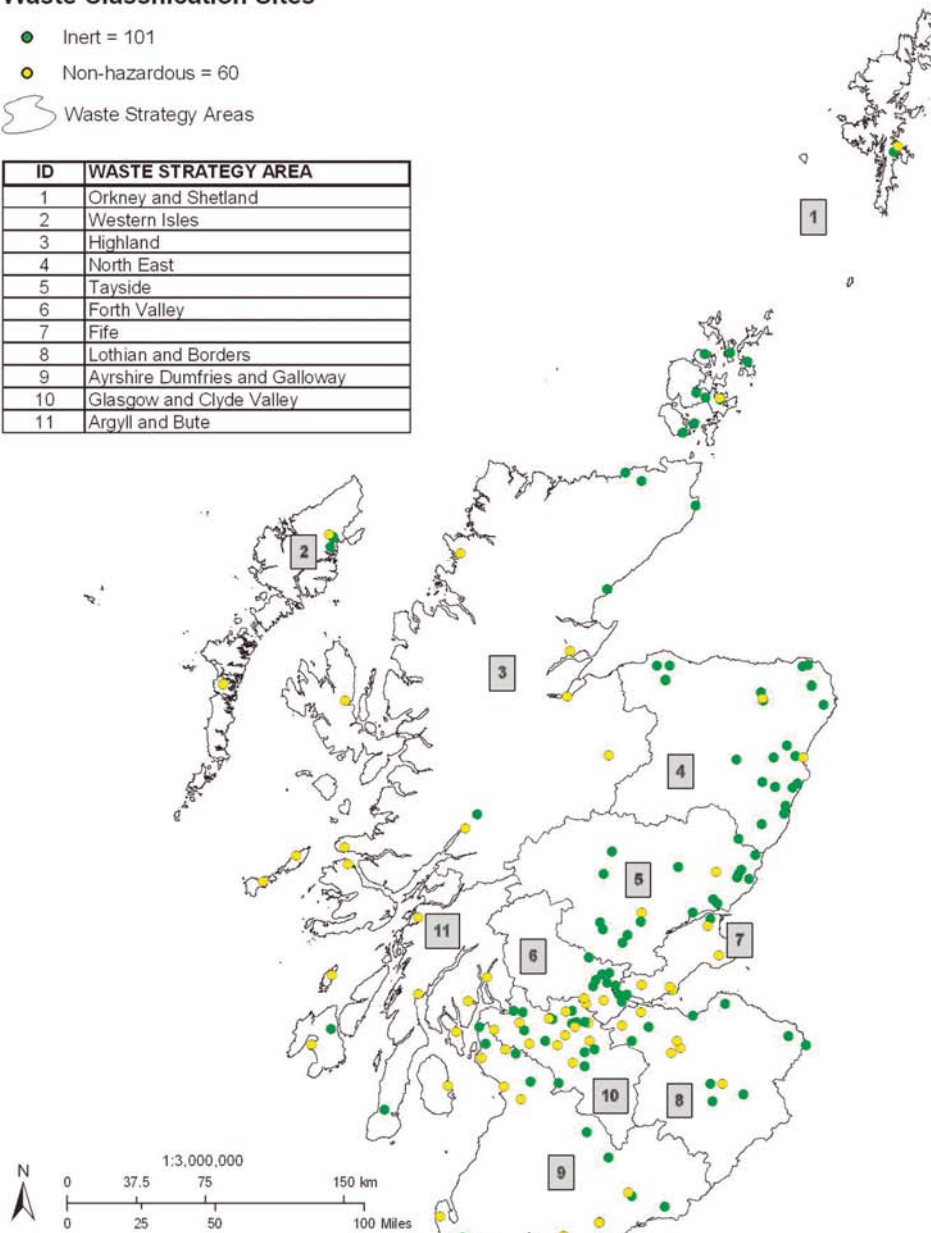 Waste Classification Sites
Inert = 101
Non-hazardous = 60
Waste Strategy Areas
ID WASTE STRATEGY AREA
1 Orkney and Shetland
2 Western Isles
3 Highland
4 North East
5 Tayside
6 Forth Valley
7 Fife
8 Lothian and Borders
9 Ayrshire Dumfries and Galloway
10 Glasgow and Clyde Valley
11 Argyll and Bute
1
2
3
4
5
11
7
6
10
8
9
N
1:3,000,000
0 37.5 75 150 km
0 25 50 100 Miles